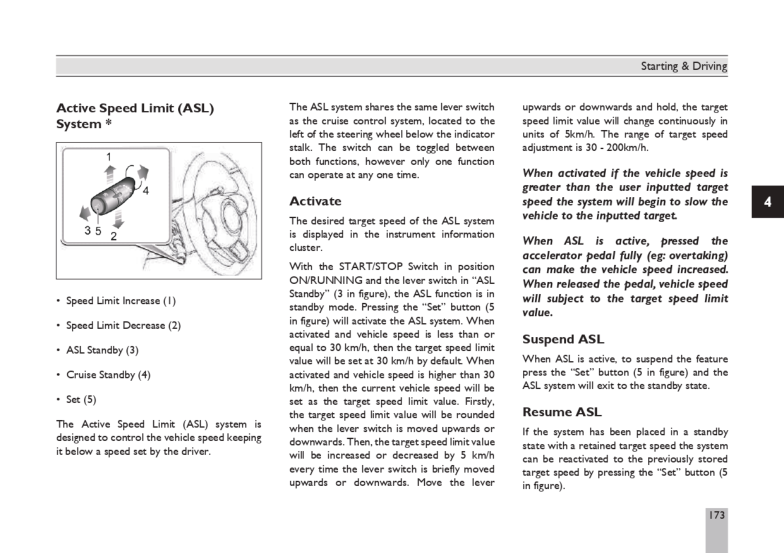 Starting & Driving
Active Speed Limit (ASL)
System *
1
4
3 5
2
• Speed Limit Increase (1)
• Speed Limit Decrease (2)
• ASL Standby (3)
• Cruise Standby (4)
• Set (5)
The Active Speed Limit (ASL) system is
designed to control the vehicle speed keeping
it below a speed set by the driver.
The ASL system shares the same lever switch
as the cruise control system, located to the
left of the steering wheel below the indicator
stalk. The switch can be toggled between
both functions, however only one function
can operate at any one time.
Activate
The desired target speed of the ASL system
is displayed in the instrument information
cluster.
With the START/STOP Switch in position
ON/RUNNING and the lever switch in “ASL
Standby” (3 in figure), the ASL function is in
standby mode. Pressing the “Set” button (5
in figure) will activate the ASL system. When
activated and vehicle speed is less than or
equal to 30 km/h, then the target speed limit
value will be set at 30 km/h by default. When
activated and vehicle speed is higher than 30
km/h, then the current vehicle speed will be
set as the target speed limit value. Firstly,
the target speed limit value will be rounded
when the lever switch is moved upwards or
downwards. Then, the target speed limit value
will be increased or decreased by 5 km/h
every time the lever switch is briefly moved
upwards or downwards. Move the lever
upwards or downwards and hold, the target
speed limit value will change continuously in
units of 5km/h. The range of target speed
adjustment is 30 - 200km/h.
When activated if the vehicle speed is
greater than the user inputted target
speed the system will begin to slow the
vehicle to the inputted target.
When ASL is active, pressed the
accelerator pedal fully (eg: overtaking)
can make the vehicle speed increased.
When released the pedal, vehicle speed
will subject to the target speed limit
value.
Suspend ASL
When ASL is active, to suspend the feature
press the “Set” button (5 in figure) and the
ASL system will exit to the standby state.
Resume ASL
If the system has been placed in a standby
state with a retained target speed the system
can be reactivated to the previously stored
target speed by pressing the “Set” button (5
in figure).
4
173